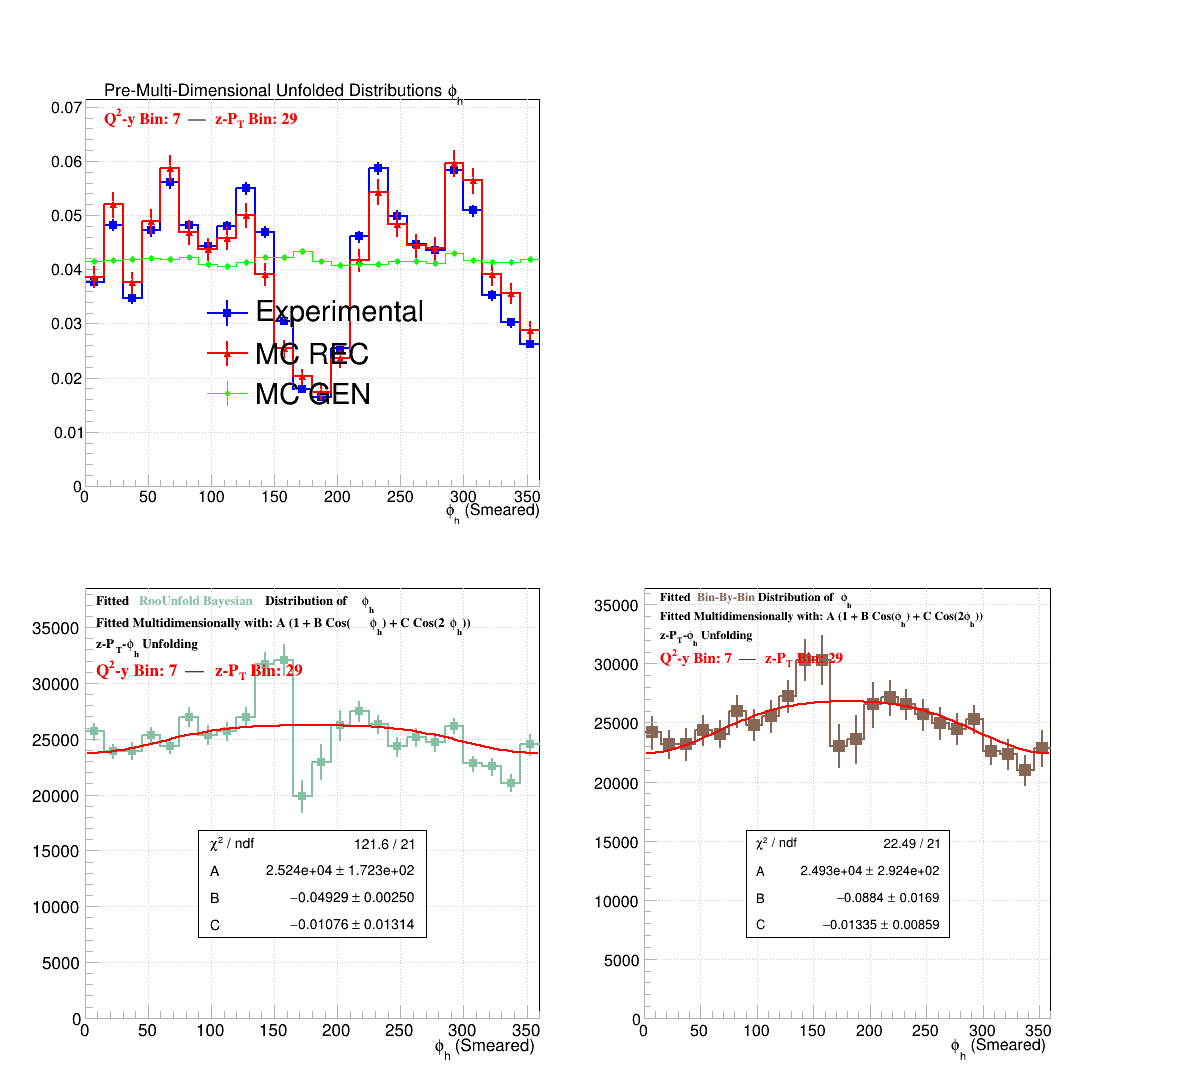 Pre-Multi-Dimensional Unfolded Distributions ϕh
Q²-y Bin: 7 — z-PT Bin: 29
0.07
0.06
0.05
0.04
0.03
0.02
0.01
0
Experimental
MC REC
MC GEN
0 50 100 150 200 250 300 350
ϕh (Smeared)
Fitted RooUnfold Bayesian Distribution of ϕh
Fitted Multidimensionally with: A (1 + B Cos(ϕh) + C Cos(2 ϕh))
z-PT-ϕh Unfolding
Q²-y Bin: 7 — z-PT Bin: 29
35000
30000
25000
20000
15000
10000
5000
0
χ² / ndf 121.6 / 21
A 2.524e+04 ± 1.723e+02
B −0.04929 ± 0.00250
C −0.01076 ± 0.01314
0 50 100 150 200 250 300 350
ϕh (Smeared)
Fitted Bin-By-Bin Distribution of ϕh
Fitted Multidimensionally with: A (1 + B Cos(ϕh) + C Cos(2ϕh))
z-PT-ϕh Unfolding
Q²-y Bin: 7 — z-PT Bin: 29
35000
30000
25000
20000
15000
10000
5000
0
χ² / ndf 22.49 / 21
A 2.493e+04 ± 2.924e+02
B −0.0884 ± 0.0169
C −0.01335 ± 0.00859
0 50 100 150 200 250 300 350
ϕh (Smeared)